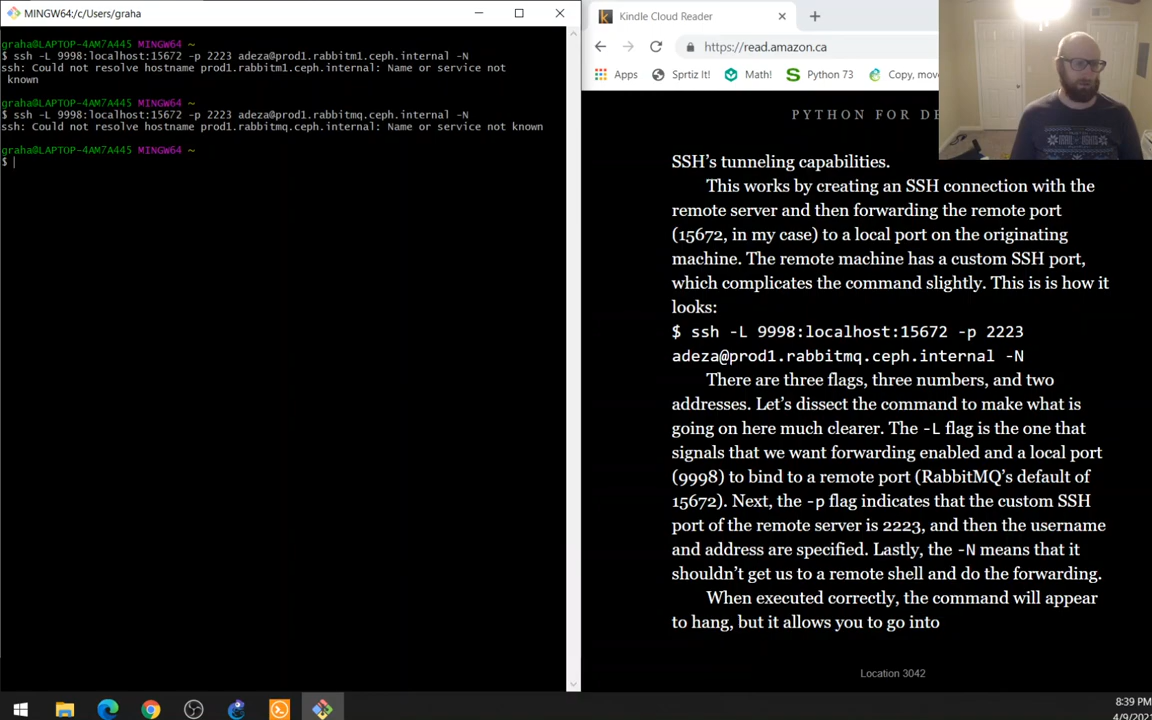 MINGW64:/c/Users/graha
graha@LAPTOP-4AM7A445 MINGW64 ~
$ ssh -L 9998:localhost:15672 -p 2223 adeza@prod1.rabbitm1.ceph.internal -N
ssh: Could not resolve hostname prod1.rabbitm1.ceph.internal: Name or service not
known
graha@LAPTOP-4AM7A445 MINGW64 ~
$ ssh -L 9998:localhost:15672 -p 2223 adeza@prod1.rabbitmq.ceph.internal -N
ssh: Could not resolve hostname prod1.rabbitmq.ceph.internal: Name or service not known
graha@LAPTOP-4AM7A445 MINGW64 ~
$
Kindle Cloud Reader
https://read.amazon.ca
Apps Sprtiz It! Math! Python 73 Copy, move
PYTHON FOR DE
SSH’s tunneling capabilities.
This works by creating an SSH connection with the
remote server and then forwarding the remote port
(15672, in my case) to a local port on the originating
machine. The remote machine has a custom SSH port,
which complicates the command slightly. This is is how it
looks:
$ ssh -L 9998:localhost:15672 -p 2223
adeza@prod1.rabbitmq.ceph.internal -N
There are three flags, three numbers, and two
addresses. Let’s dissect the command to make what is
going on here much clearer. The -L flag is the one that
signals that we want forwarding enabled and a local port
(9998) to bind to a remote port (RabbitMQ’s default of
15672). Next, the -p flag indicates that the custom SSH
port of the remote server is 2223, and then the username
and address are specified. Lastly, the -N means that it
shouldn’t get us to a remote shell and do the forwarding.
When executed correctly, the command will appear
to hang, but it allows you to go into
Location 3042
8:39 PM